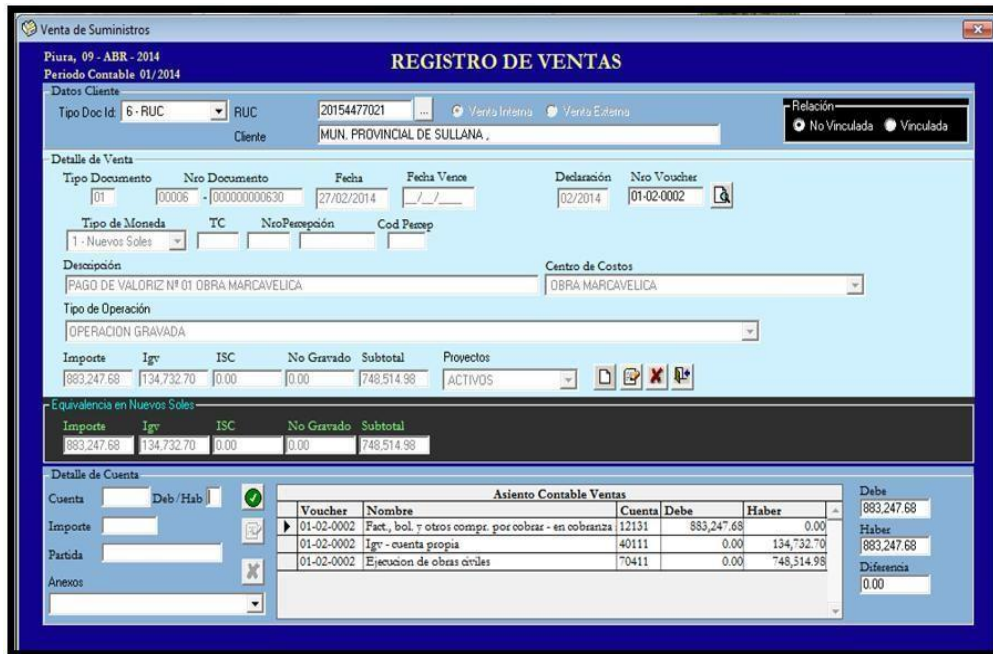 Venta de Suministros
Piura, 09 - ABR - 2014
REGISTRO DE VENTAS
Periodo Contable 01/2014
Datos Cliente
Tipo Doc Id: 6 - RUC RUC 20154477021 ... Venta Interna Venta Externa
Relación
No Vinculada Vinculada
Cliente MUN. PROVINCIAL DE SULLANA ,
Detalle de Venta
Tipo Documento Nro Documento Fecha Fecha Vence Declaración Nro Voucher
01 00006 - 000000000630 27/02/2014 __/__/____ 02/2014 01-02-0002
Tipo de Moneda TC NroPercepción Cod Percep
1 - Nuevos Soles
Descripción Centro de Costos
PAGO DE VALORIZ Nº 01 OBRA MARCAVELICA OBRA MARCAVELICA
Tipo de Operación
OPERACION GRAVADA
Importe Igv ISC No Gravado Subtotal Proyectos
883,247.68 134,732.70 0.00 0.00 748,514.98 ACTIVOS
Equivalencia en Nuevos Soles
Importe Igv ISC No Gravado Subtotal
883,247.68 134,732.70 0.00 0.00 748,514.98
Detalle de Cuenta
Cuenta Deb/Hab
Importe
Partida
Anexos
Asiento Contable Ventas
Voucher Nombre Cuenta Debe Haber
01-02-0002 Fact., bol. y otros compr. por cobrar - en cobranza 12131 883,247.68 0.00
01-02-0002 Igv - cuenta propia 40111 0.00 134,732.70
01-02-0002 Ejecucion de obras civiles 70411 0.00 748,514.98
Debe
883,247.68
Haber
883,247.68
Diferencia
0.00